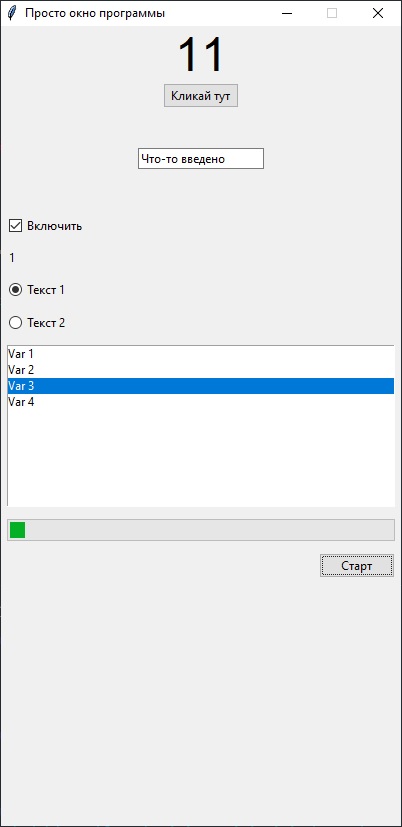 Просто окно программы
11
Кликай тут
Что-то введено
Включить
1
Текст 1
Текст 2
Var 1
Var 2
Var 3
Var 4
Старт